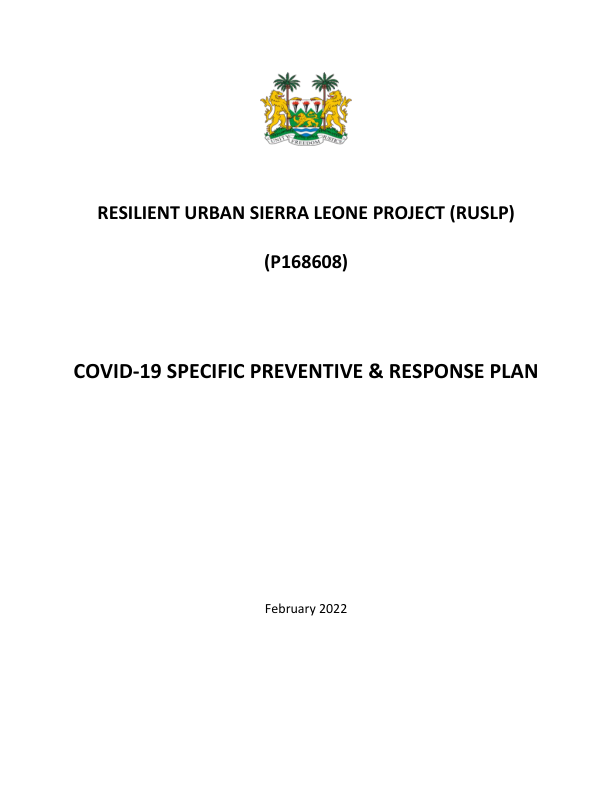 UNITY FREEDOM JUSTICE
RESILIENT URBAN SIERRA LEONE PROJECT (RUSLP)
(P168608)
COVID-19 SPECIFIC PREVENTIVE & RESPONSE PLAN
February 2022